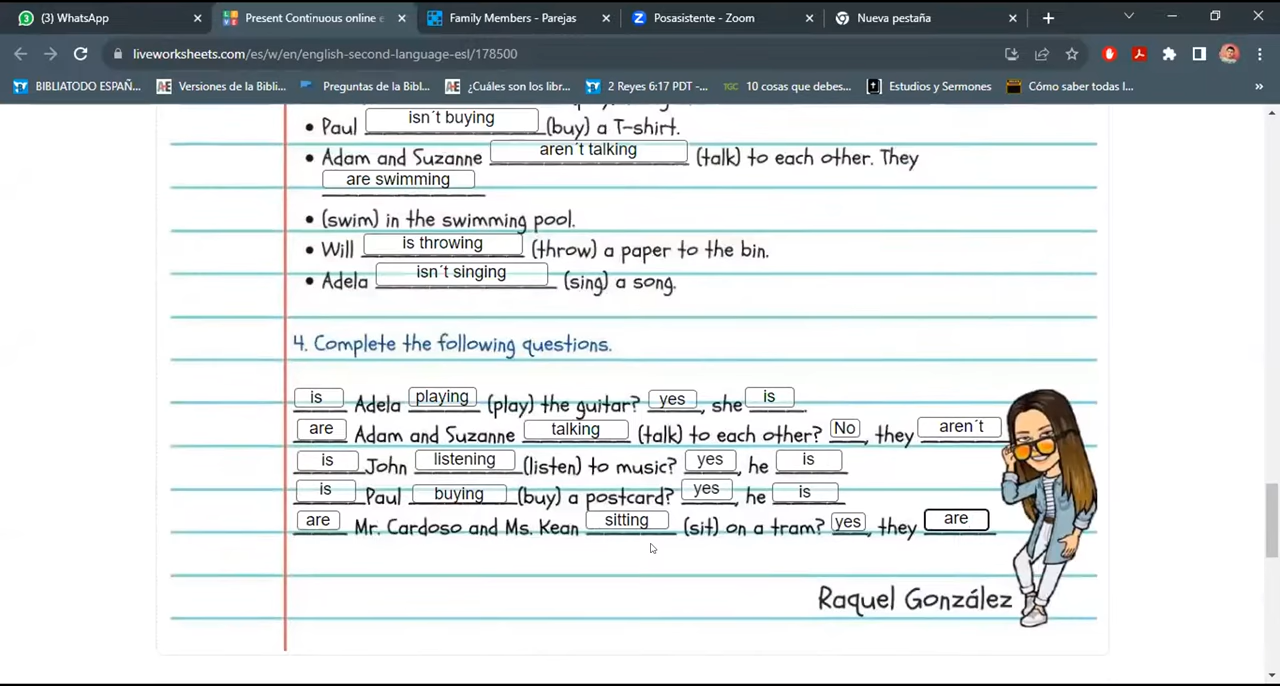 (3) WhatsApp
Present Continuous online e
Family Members - Parejas
Posasistente - Zoom
Nueva pestaña
liveworksheets.com/es/w/en/english-second-language-esl/178500
BIBLIATODO ESPAÑ...
Versiones de la Bibli...
Preguntas de la Bibl...
¿Cuáles son los libr...
2 Reyes 6:17 PDT -...
TGC 10 cosas que debes...
Estudios y Sermones
Cómo saber todas l...
»
• Paul isn´t buying (buy) a T-shirt.
• Adam and Suzanne aren´t talking (talk) to each other. They
are swimming
• (swim) in the swimming pool.
• Will is throwing (throw) a paper to the bin.
• Adela isn´t singing (sing) a song.
4. Complete the following questions.
is Adela playing (play) the guitar? yes, she is.
are Adam and Suzanne talking (talk) to each other? No, they aren´t
is John listening (listen) to music? yes, he is
is Paul buying (buy) a postcard? yes, he is
are Mr. Cardoso and Ms. Kean sitting (sit) on a tram? yes, they are
Raquel González